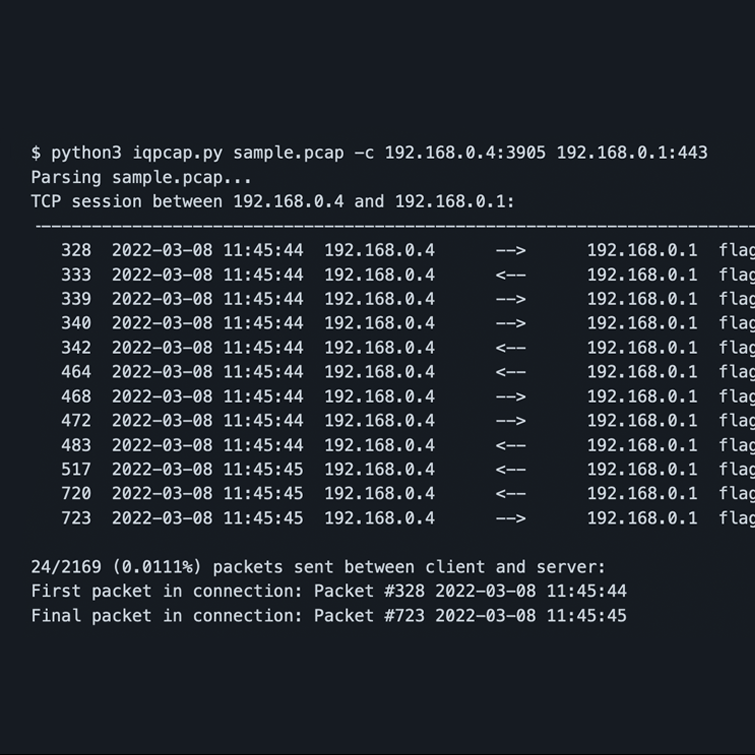 $ python3 iqpcap.py sample.pcap -c 192.168.0.4:3905 192.168.0.1:443
Parsing sample.pcap...
TCP session between 192.168.0.4 and 192.168.0.1:
328 2022-03-08 11:45:44 192.168.0.4 --> 192.168.0.1 flag
333 2022-03-08 11:45:44 192.168.0.4 <-- 192.168.0.1 flag
339 2022-03-08 11:45:44 192.168.0.4 --> 192.168.0.1 flag
340 2022-03-08 11:45:44 192.168.0.4 --> 192.168.0.1 flag
342 2022-03-08 11:45:44 192.168.0.4 <-- 192.168.0.1 flag
464 2022-03-08 11:45:44 192.168.0.4 <-- 192.168.0.1 flag
468 2022-03-08 11:45:44 192.168.0.4 --> 192.168.0.1 flag
472 2022-03-08 11:45:44 192.168.0.4 --> 192.168.0.1 flag
483 2022-03-08 11:45:44 192.168.0.4 <-- 192.168.0.1 flag
517 2022-03-08 11:45:45 192.168.0.4 <-- 192.168.0.1 flag
720 2022-03-08 11:45:45 192.168.0.4 <-- 192.168.0.1 flag
723 2022-03-08 11:45:45 192.168.0.4 --> 192.168.0.1 flag
24/2169 (0.0111%) packets sent between client and server:
First packet in connection: Packet #328 2022-03-08 11:45:44
Final packet in connection: Packet #723 2022-03-08 11:45:45